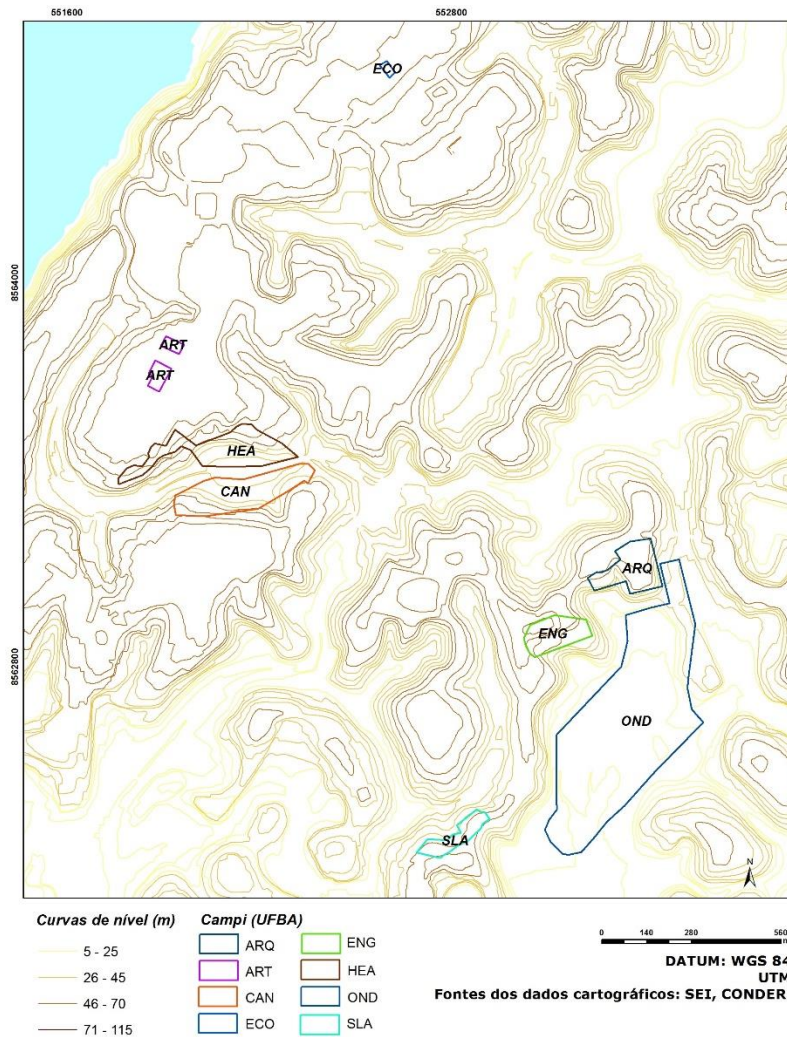 551600
552800
ECO
8564000
ART
ART
HEA
CAN
ARQ
ENG
8562800
OND
SLA
N
Curvas de nível (m)
5 - 25
26 - 45
46 - 70
71 - 115
Campi (UFBA)
ARQ
ART
CAN
ECO
ENG
HEA
OND
SLA
0 140 280 560
DATUM: WGS 84
UTM
Fontes dos dados cartográficos: SEI, CONDER